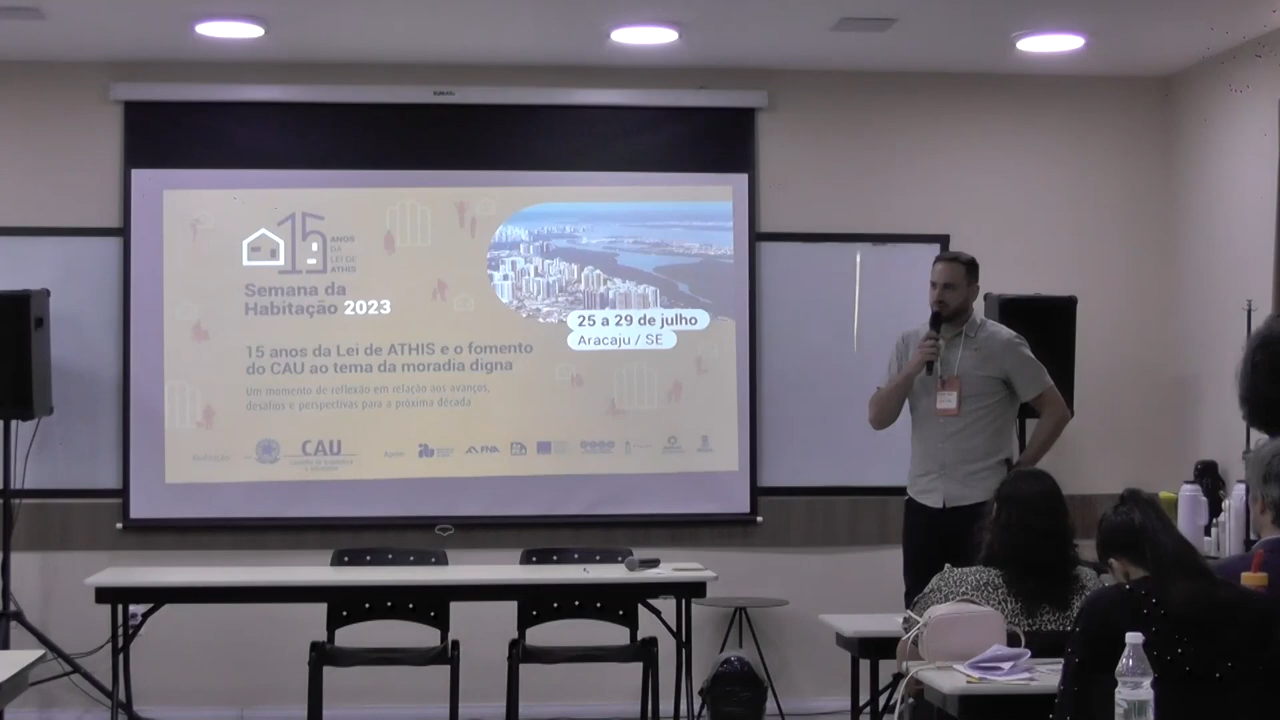 15
ANOS
DA
LEI DE
ATHIS
Semana da
Habitação 2023
25 a 29 de julho
Aracaju / SE
15 anos da Lei de ATHIS e o fomento
do CAU ao tema da moradia digna
Um momento de reflexão em relação aos avanços,
desafios e perspectivas para a próxima década
CAU
Apoio:
FNA